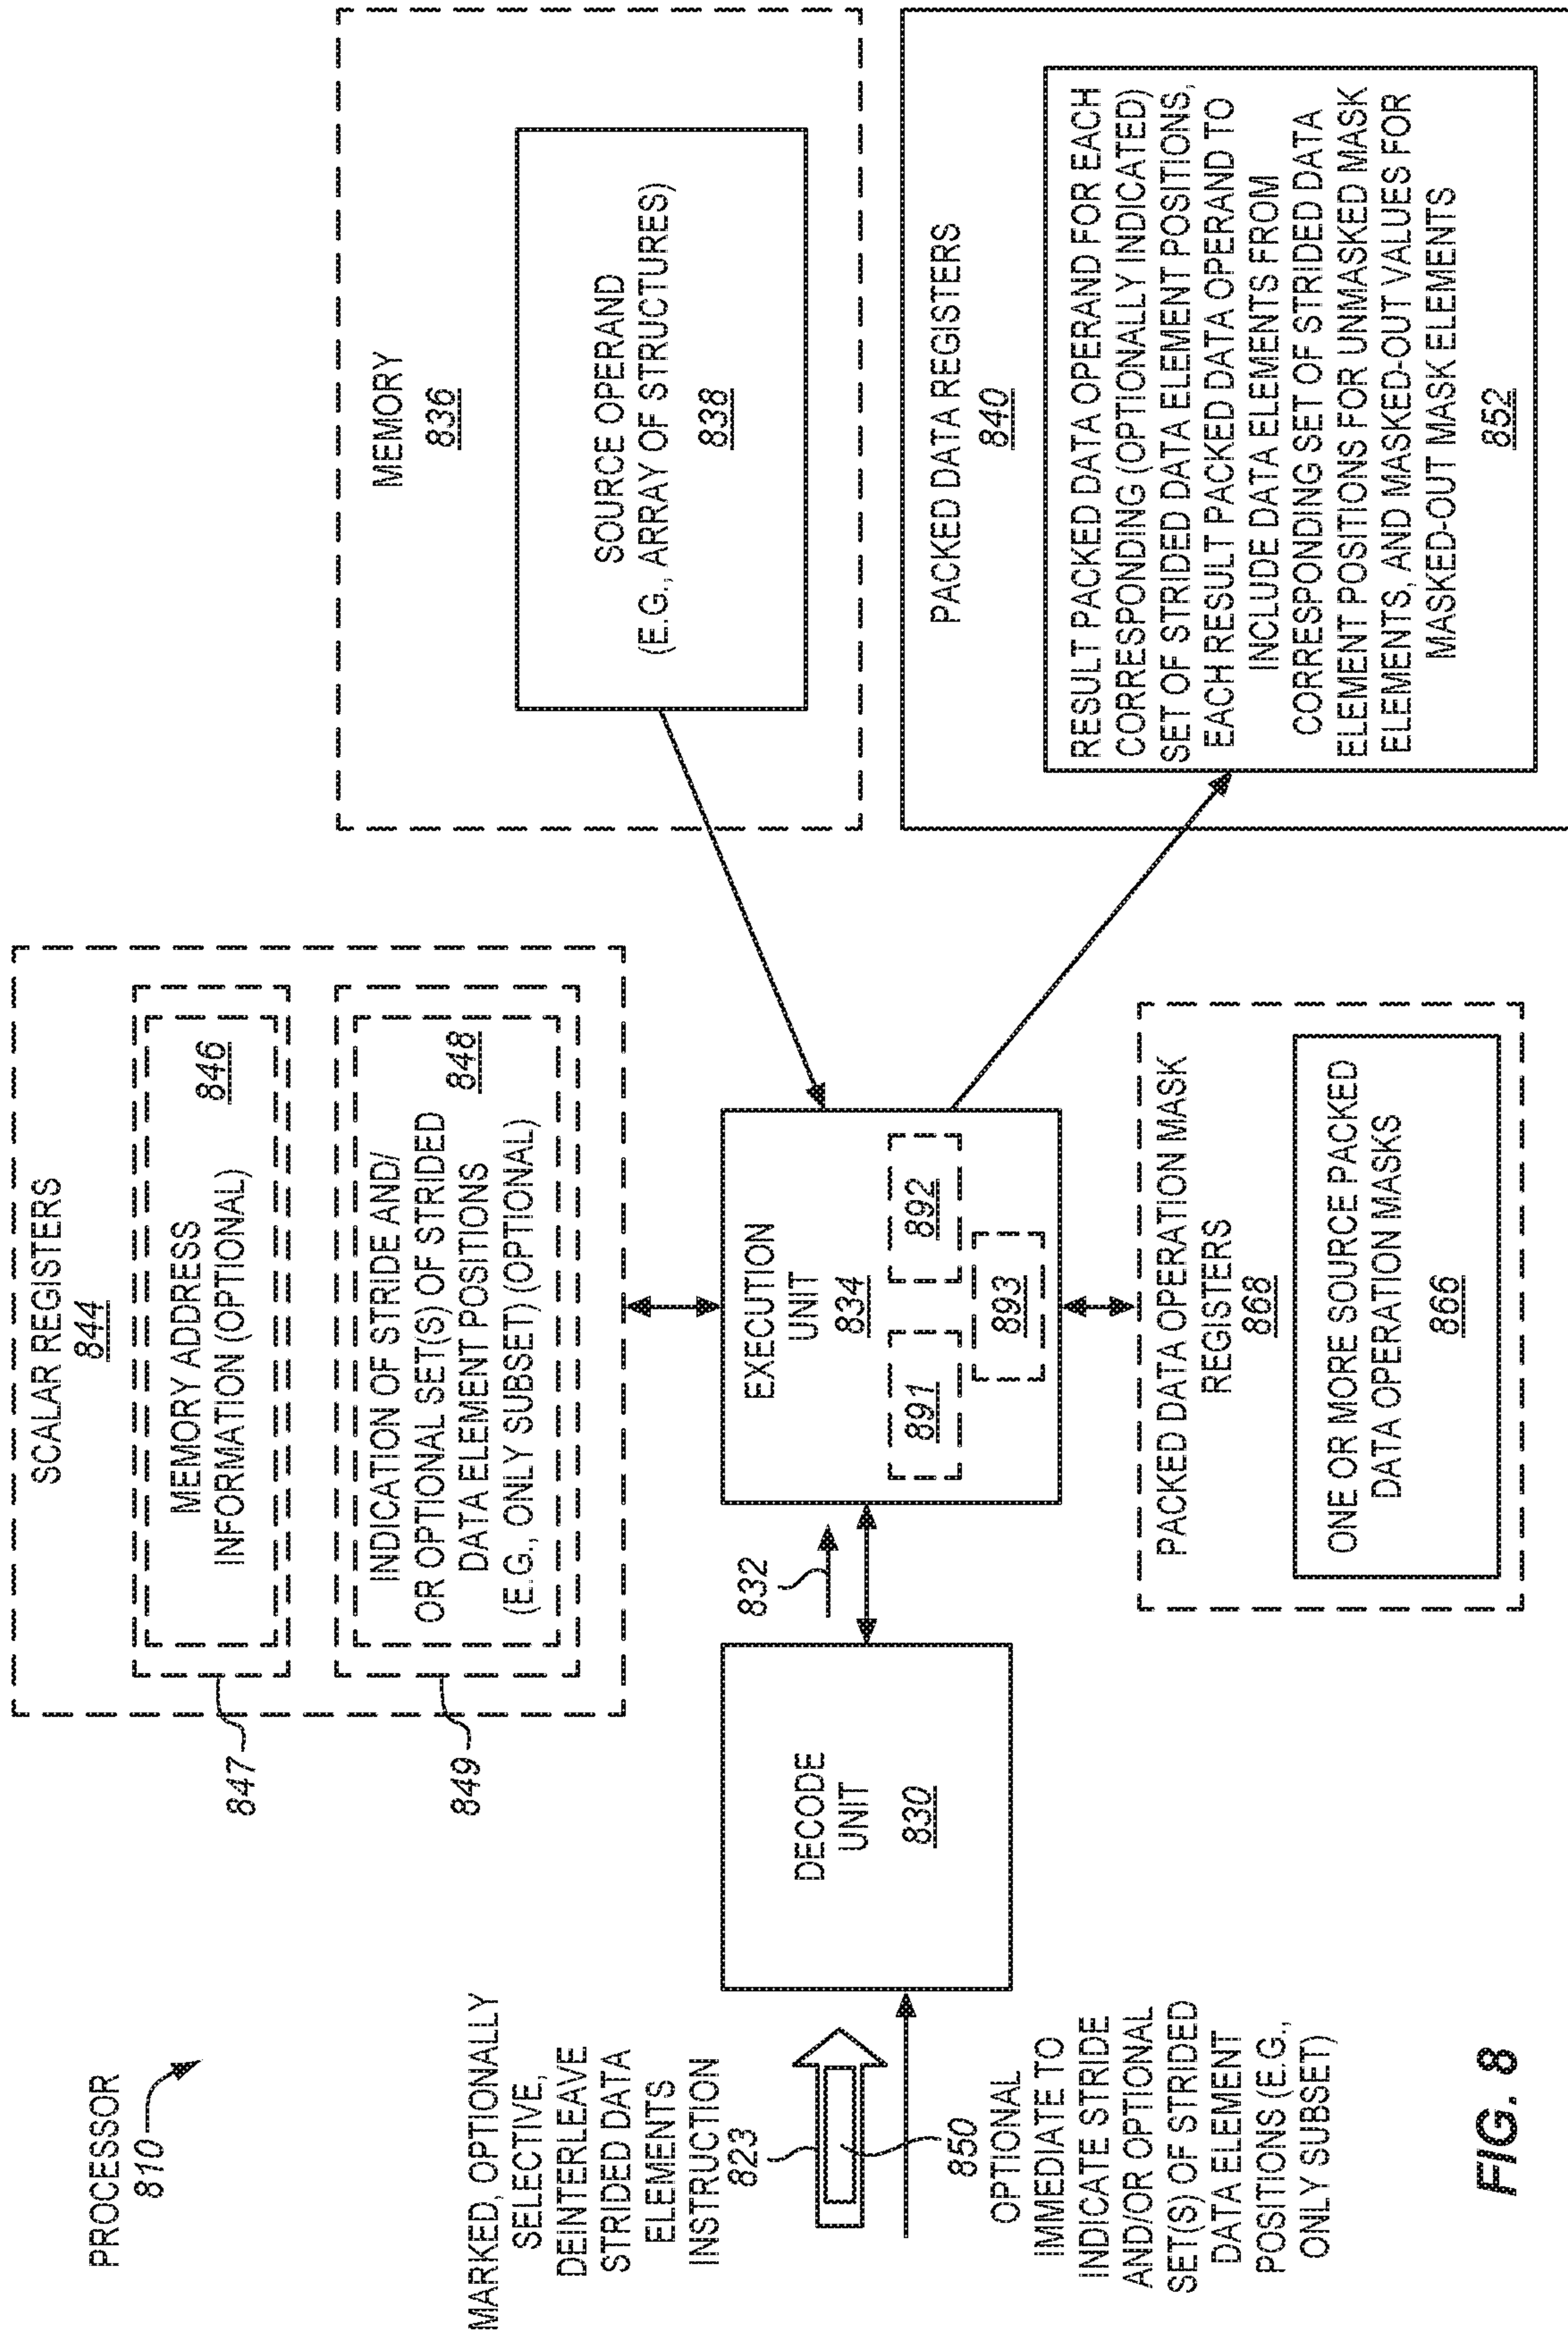 PROCESSOR
810
MARKED, OPTIONALLY
SELECTIVE,
DEINTERLEAVE
STRIDED DATA
ELEMENTS
INSTRUCTION
823
850
OPTIONAL
IMMEDIATE TO
INDICATE STRIDE
AND/OR OPTIONAL
SET(S) OF STRIDED
DATA ELEMENT
POSITIONS (E.G.,
ONLY SUBSET)
DECODE
UNIT
830
832
SCALAR REGISTERS
844
MEMORY ADDRESS
INFORMATION (OPTIONAL)
846
847
INDICATION OF STRIDE AND/
OR OPTIONAL SET(S) OF STRIDED
DATA ELEMENT POSITIONS
(E.G., ONLY SUBSET) (OPTIONAL)
848
849
EXECUTION
UNIT
834
891
892
893
PACKED DATA OPERATION MASK
REGISTERS
868
ONE OR MORE SOURCE PACKED
DATA OPERATION MASKS
866
MEMORY
836
SOURCE OPERAND
(E.G., ARRAY OF STRUCTURES)
838
PACKED DATA REGISTERS
840
RESULT PACKED DATA OPERAND FOR EACH
CORRESPONDING (OPTIONALLY INDICATED)
SET OF STRIDED DATA ELEMENT POSITIONS,
EACH RESULT PACKED DATA OPERAND TO
INCLUDE DATA ELEMENTS FROM
CORRESPONDING SET OF STRIDED DATA
ELEMENT POSITIONS FOR UNMASKED MASK
ELEMENTS, AND MASKED-OUT VALUES FOR
MASKED-OUT MASK ELEMENTS
852
FIG. 8